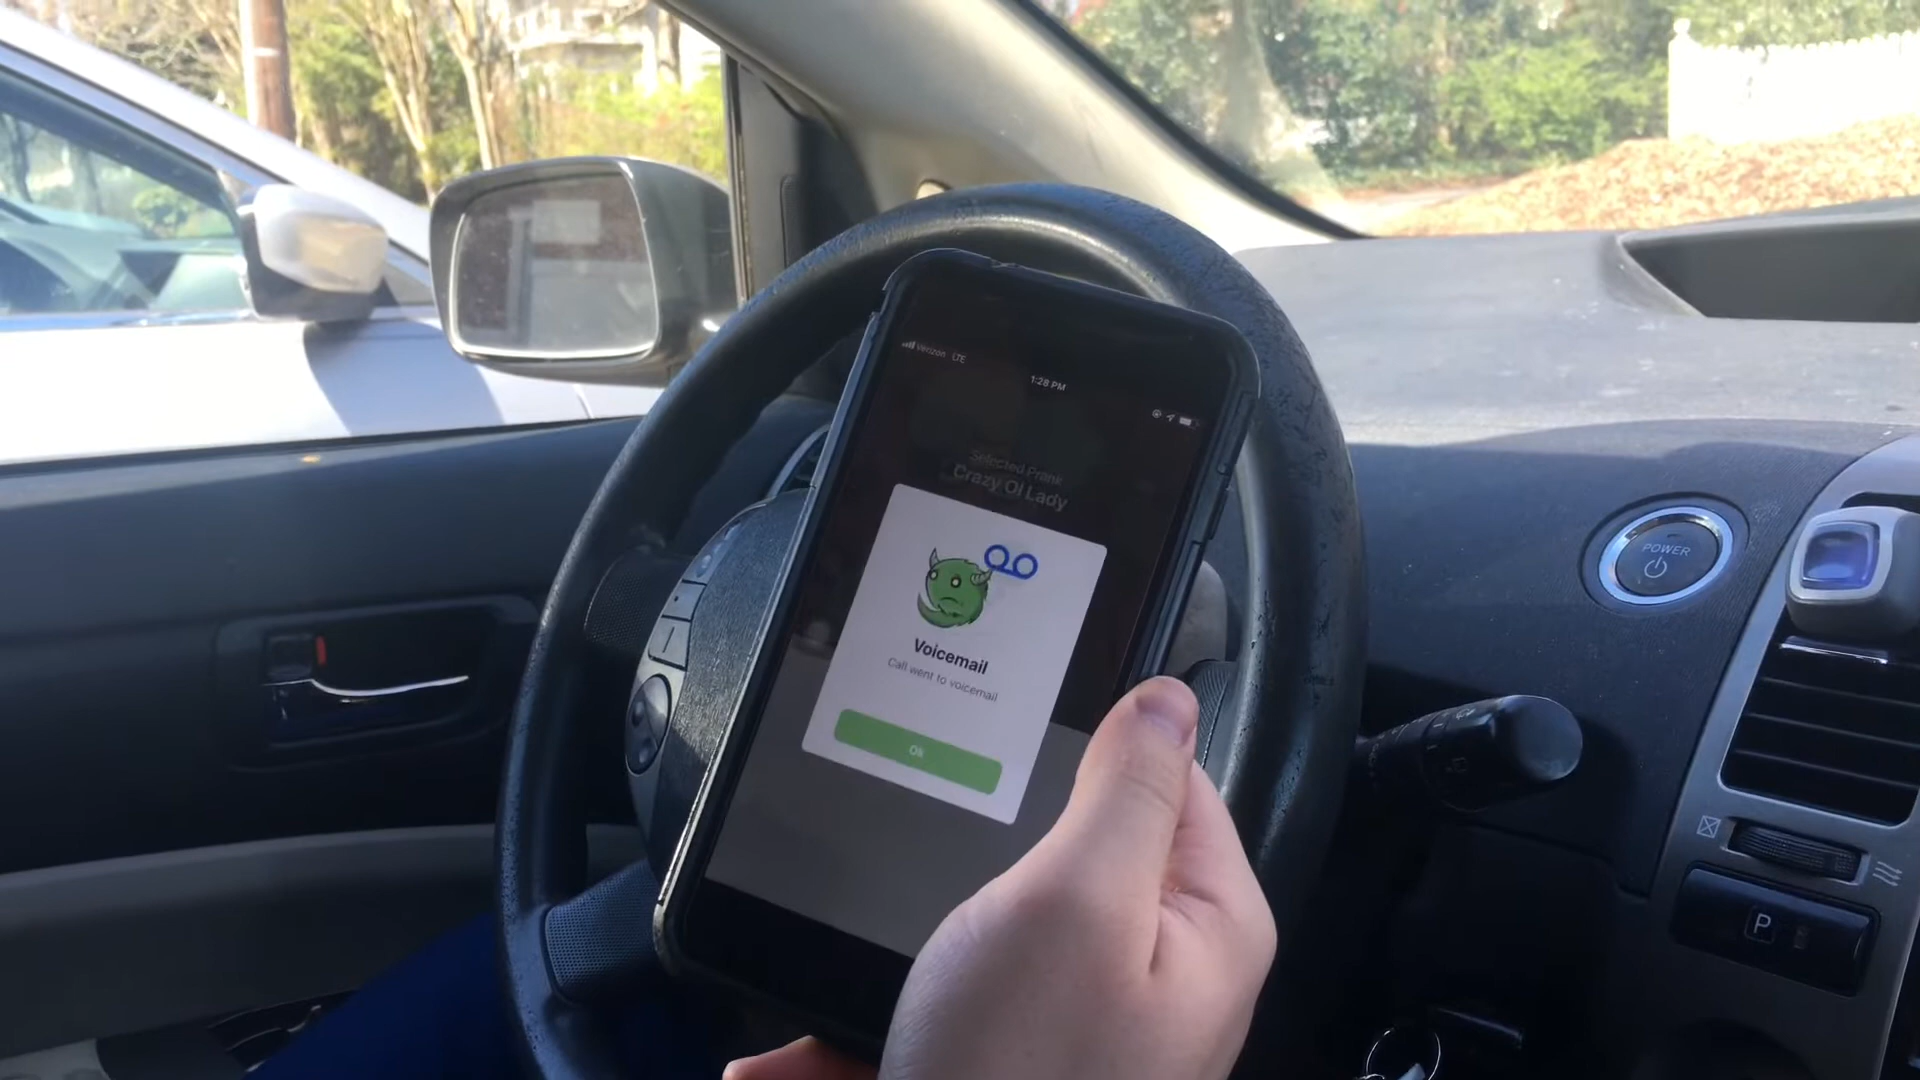 Verizon LTE
1:28 PM
Selected Prank
Crazy Ol Lady
Voicemail
Call went to voicemail
Ok
POWER
P